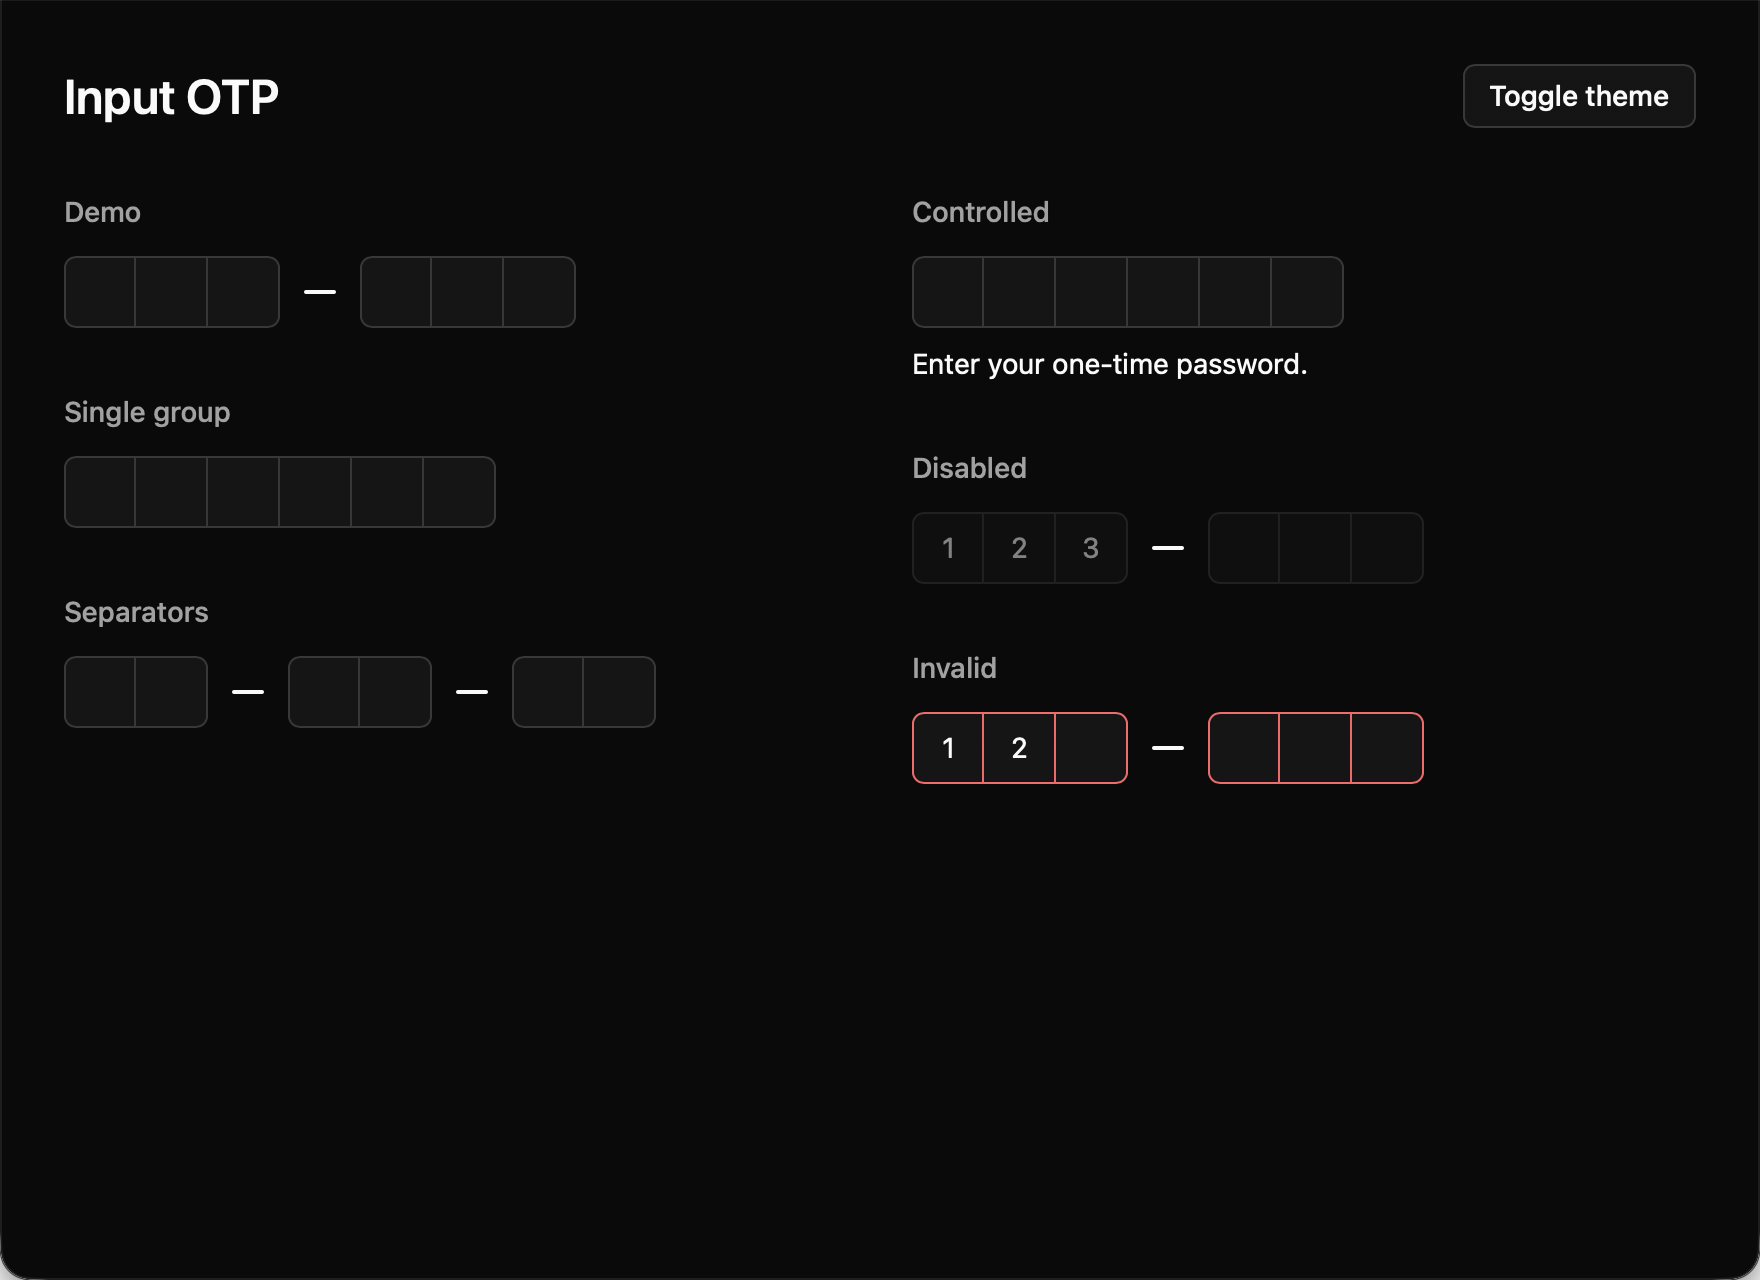 Input OTP
Toggle theme
Demo
Single group
Separators
Controlled
Enter your one-time password.
Disabled
1 2 3
Invalid
1 2